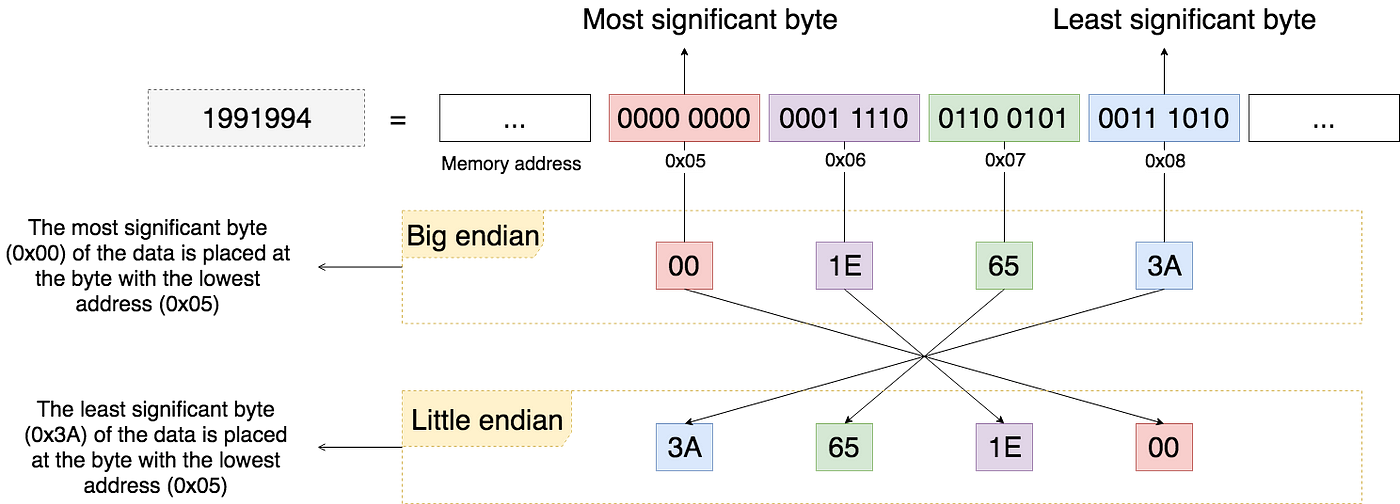 Most significant byte
Least significant byte
1991994
=
...
0000 0000
0001 1110
0110 0101
0011 1010
...
Memory address
0x05
0x06
0x07
0x08
The most significant byte
(0x00) of the data is placed at
the byte with the lowest
address (0x05)
Big endian
00
1E
65
3A
The least significant byte
(0x3A) of the data is placed
at the byte with the lowest
address (0x05)
Little endian
3A
65
1E
00